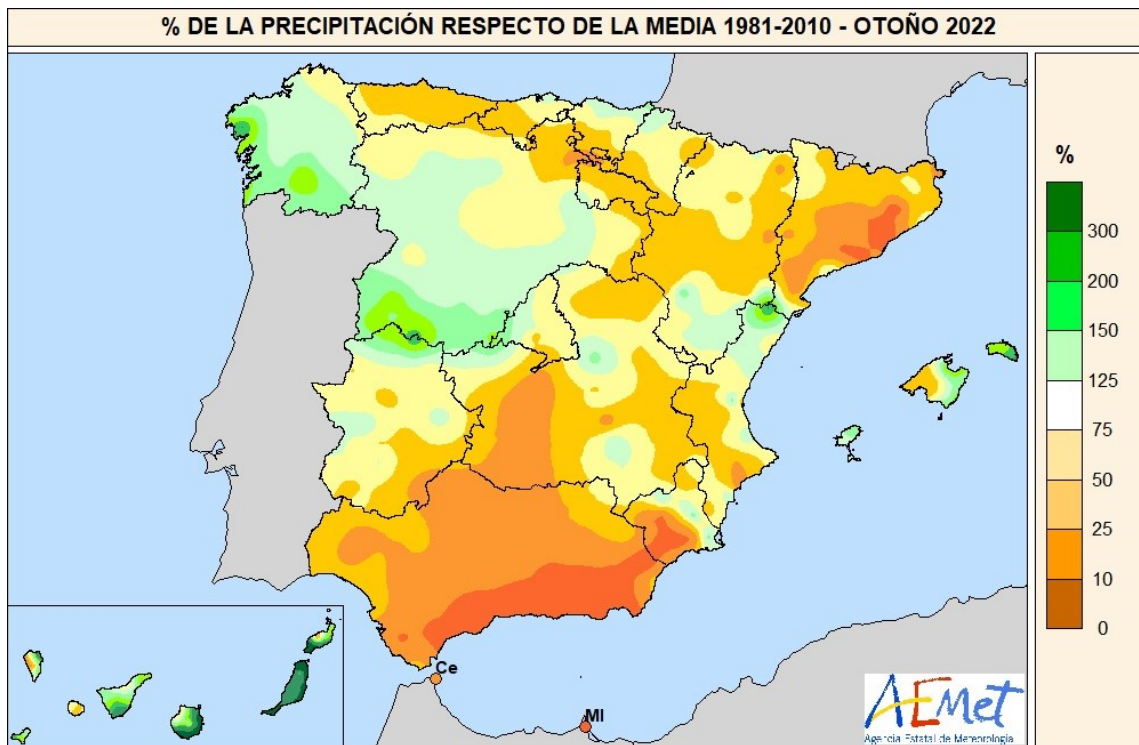 % DE LA PRECIPITACIÓN RESPECTO DE LA MEDIA 1981-2010 - OTOÑO 2022
%
300
200
150
125
75
50
25
10
0
Ce
Ml
AEMet
Agencia Estatal de Meteorología